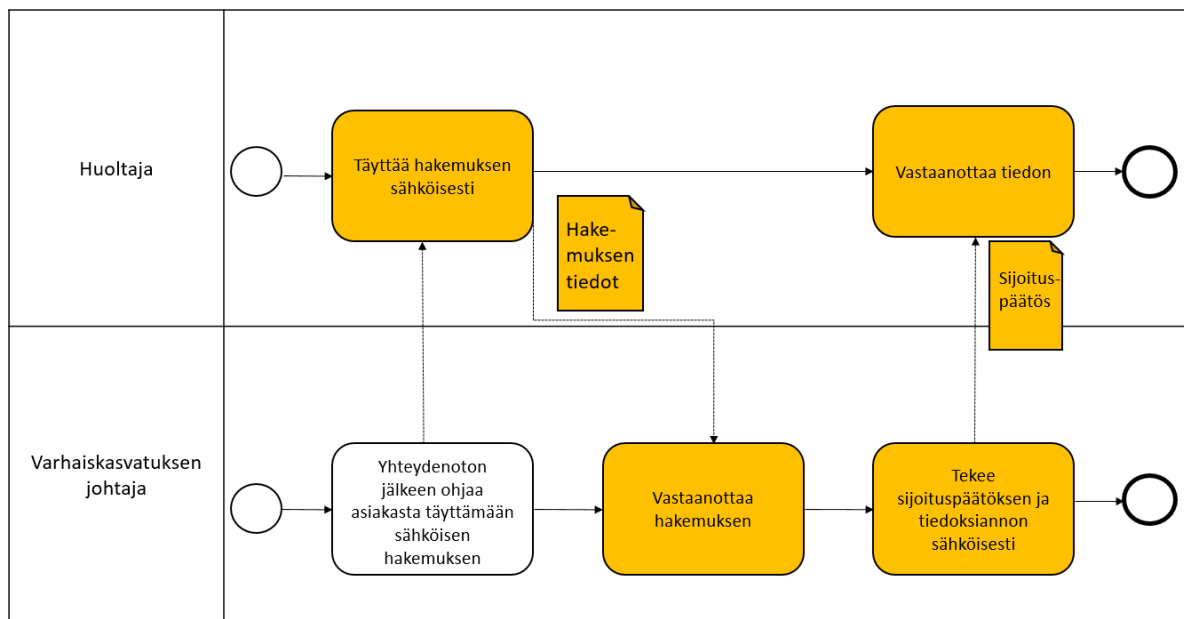 Huoltaja
Täyttää hakemuksen
sähköisesti
Vastaanottaa tiedon
Hake-
muksen
tiedot
Sijoitus-
päätös
Varhaiskasvatuksen
johtaja
Yhteydenoton
jälkeen ohjaa
asiakasta täyttämään
sähköisen
hakemuksen
Vastaanottaa
hakemuksen
Tekee
sijoituspäätöksen ja
tiedoksiannon
sähköisesti